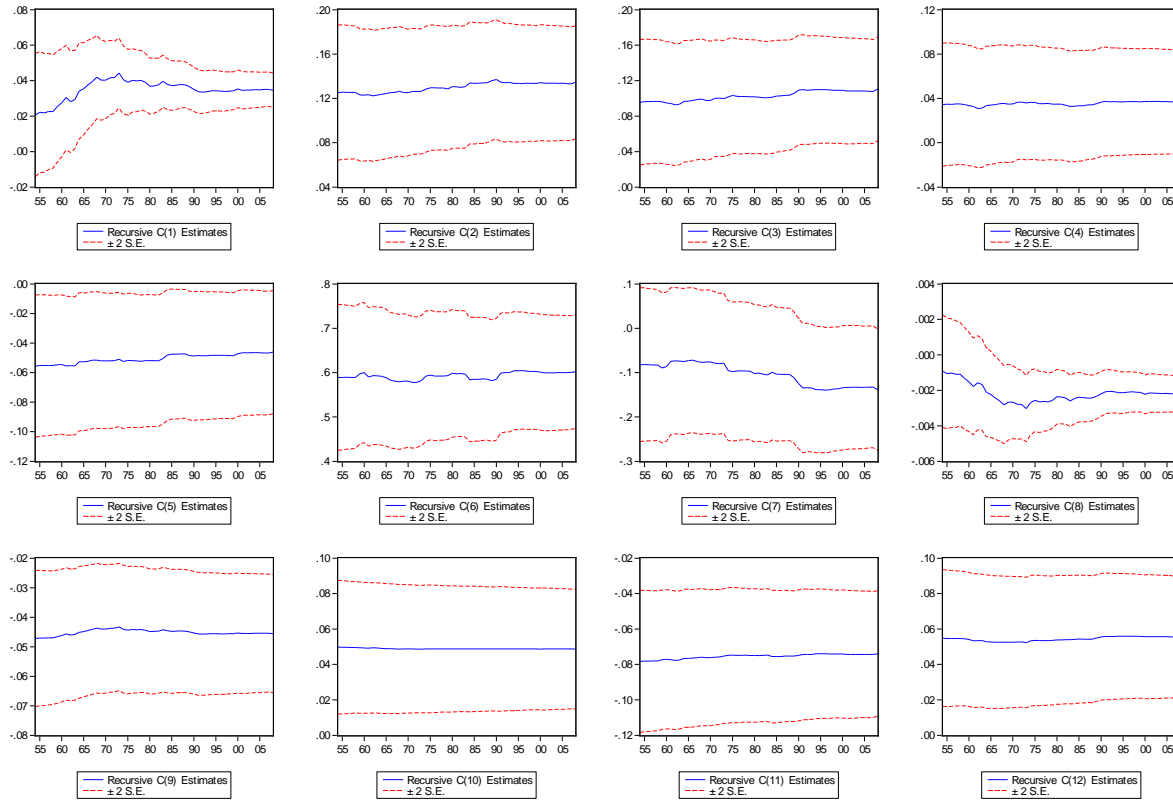 .08
.06
.04
.02
.00
-.02
55 60 65 70 75 80 85 90 95 00 05
Recursive C(1) Estimates
± 2 S.E.
.20
.16
.12
.08
.04
55 60 65 70 75 80 85 90 95 00 05
Recursive C(2) Estimates
± 2 S.E.
.20
.16
.12
.08
.04
.00
55 60 65 70 75 80 85 90 95 00 05
Recursive C(3) Estimates
± 2 S.E.
.12
.08
.04
.00
-.04
55 60 65 70 75 80 85 90 95 00 05
Recursive C(4) Estimates
± 2 S.E.
.00
-.02
-.04
-.06
-.08
-.10
-.12
55 60 65 70 75 80 85 90 95 00 05
Recursive C(5) Estimates
± 2 S.E.
.8
.7
.6
.5
.4
55 60 65 70 75 80 85 90 95 00 05
Recursive C(6) Estimates
± 2 S.E.
.1
.0
-.1
-.2
-.3
55 60 65 70 75 80 85 90 95 00 05
Recursive C(7) Estimates
± 2 S.E.
.004
.002
.000
-.002
-.004
-.006
55 60 65 70 75 80 85 90 95 00 05
Recursive C(8) Estimates
± 2 S.E.
-.02
-.03
-.04
-.05
-.06
-.07
-.08
55 60 65 70 75 80 85 90 95 00 05
Recursive C(9) Estimates
± 2 S.E.
.10
.08
.06
.04
.02
.00
55 60 65 70 75 80 85 90 95 00 05
Recursive C(10) Estimates
± 2 S.E.
-.02
-.04
-.06
-.08
-.10
-.12
55 60 65 70 75 80 85 90 95 00 05
Recursive C(11) Estimates
± 2 S.E.
.10
.08
.06
.04
.02
.00
55 60 65 70 75 80 85 90 95 00 05
Recursive C(12) Estimates
± 2 S.E.